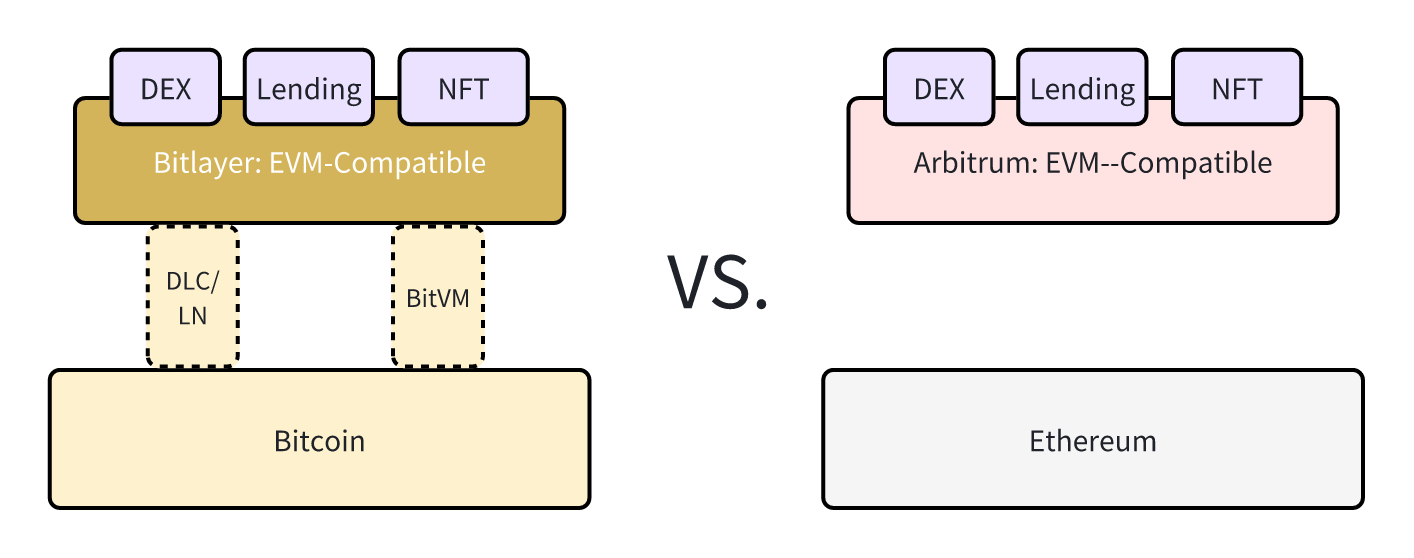 DEX
Lending
NFT
Bitlayer: EVM-Compatible
DLC/
LN
BitVM
Bitcoin
VS.
DEX
Lending
NFT
Arbitrum: EVM--Compatible
Ethereum